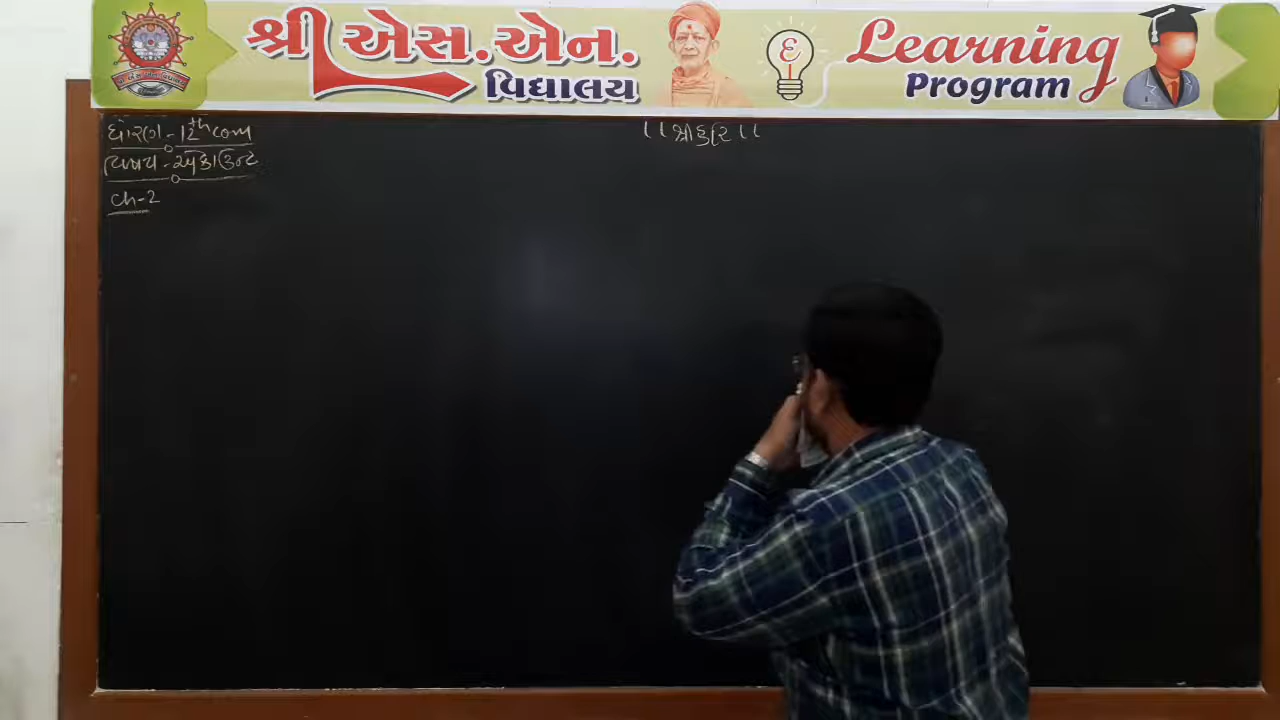 શ્રી એસ.એન.
વિદ્યાલય
ε
Learning
Program
।।શ્રીહરિ।।
ધોરણ-12th com
વિષય-એકાઉન્ટ
ch-2